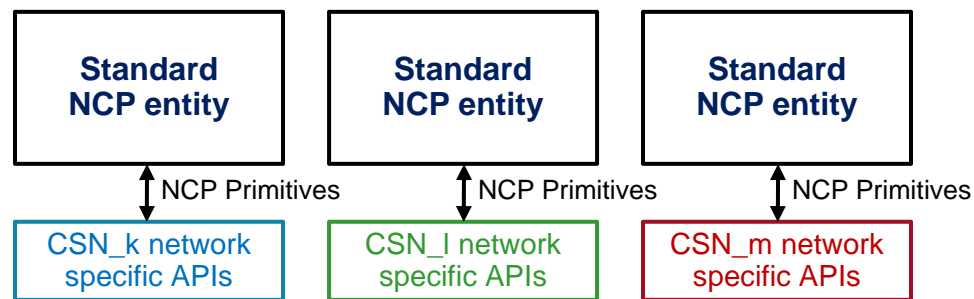 Standard
NCP entity
Standard
NCP entity
Standard
NCP entity
NCP Primitives
NCP Primitives
NCP Primitives
CSN_k network
specific APIs
CSN_l network
specific APIs
CSN_m network
specific APIs